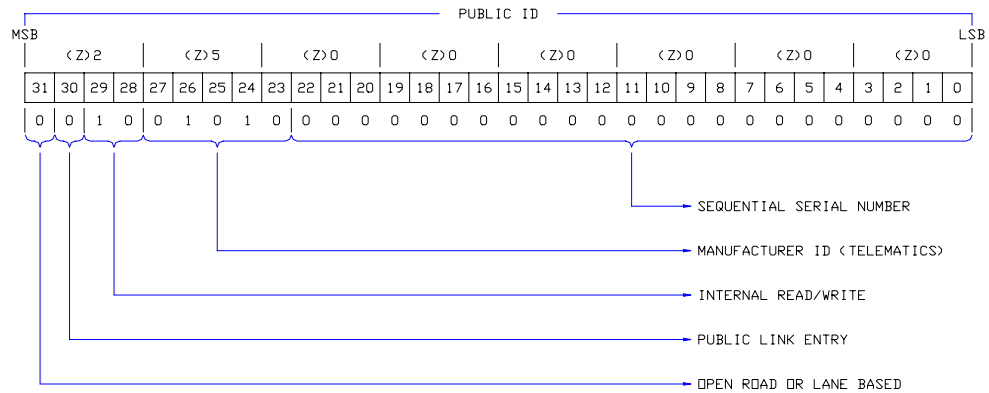 PUBLIC ID
MSB LSB
(Z)2 (Z)5 (Z)0 (Z)0 (Z)0 (Z)0 (Z)0 (Z)0
31 30 29 28 27 26 25 24 23 22 21 20 19 18 17 16 15 14 13 12 11 10 9 8 7 6 5 4 3 2 1 0
0 0 1 0 0 1 0 1 0 0 0 0 0 0 0 0 0 0 0 0 0 0 0 0 0 0 0 0 0 0 0 0
SEQUENTIAL SERIAL NUMBER
MANUFACTURER ID (TELEMATICS)
INTERNAL READ/WRITE
PUBLIC LINK ENTRY
OPEN ROAD OR LANE BASED